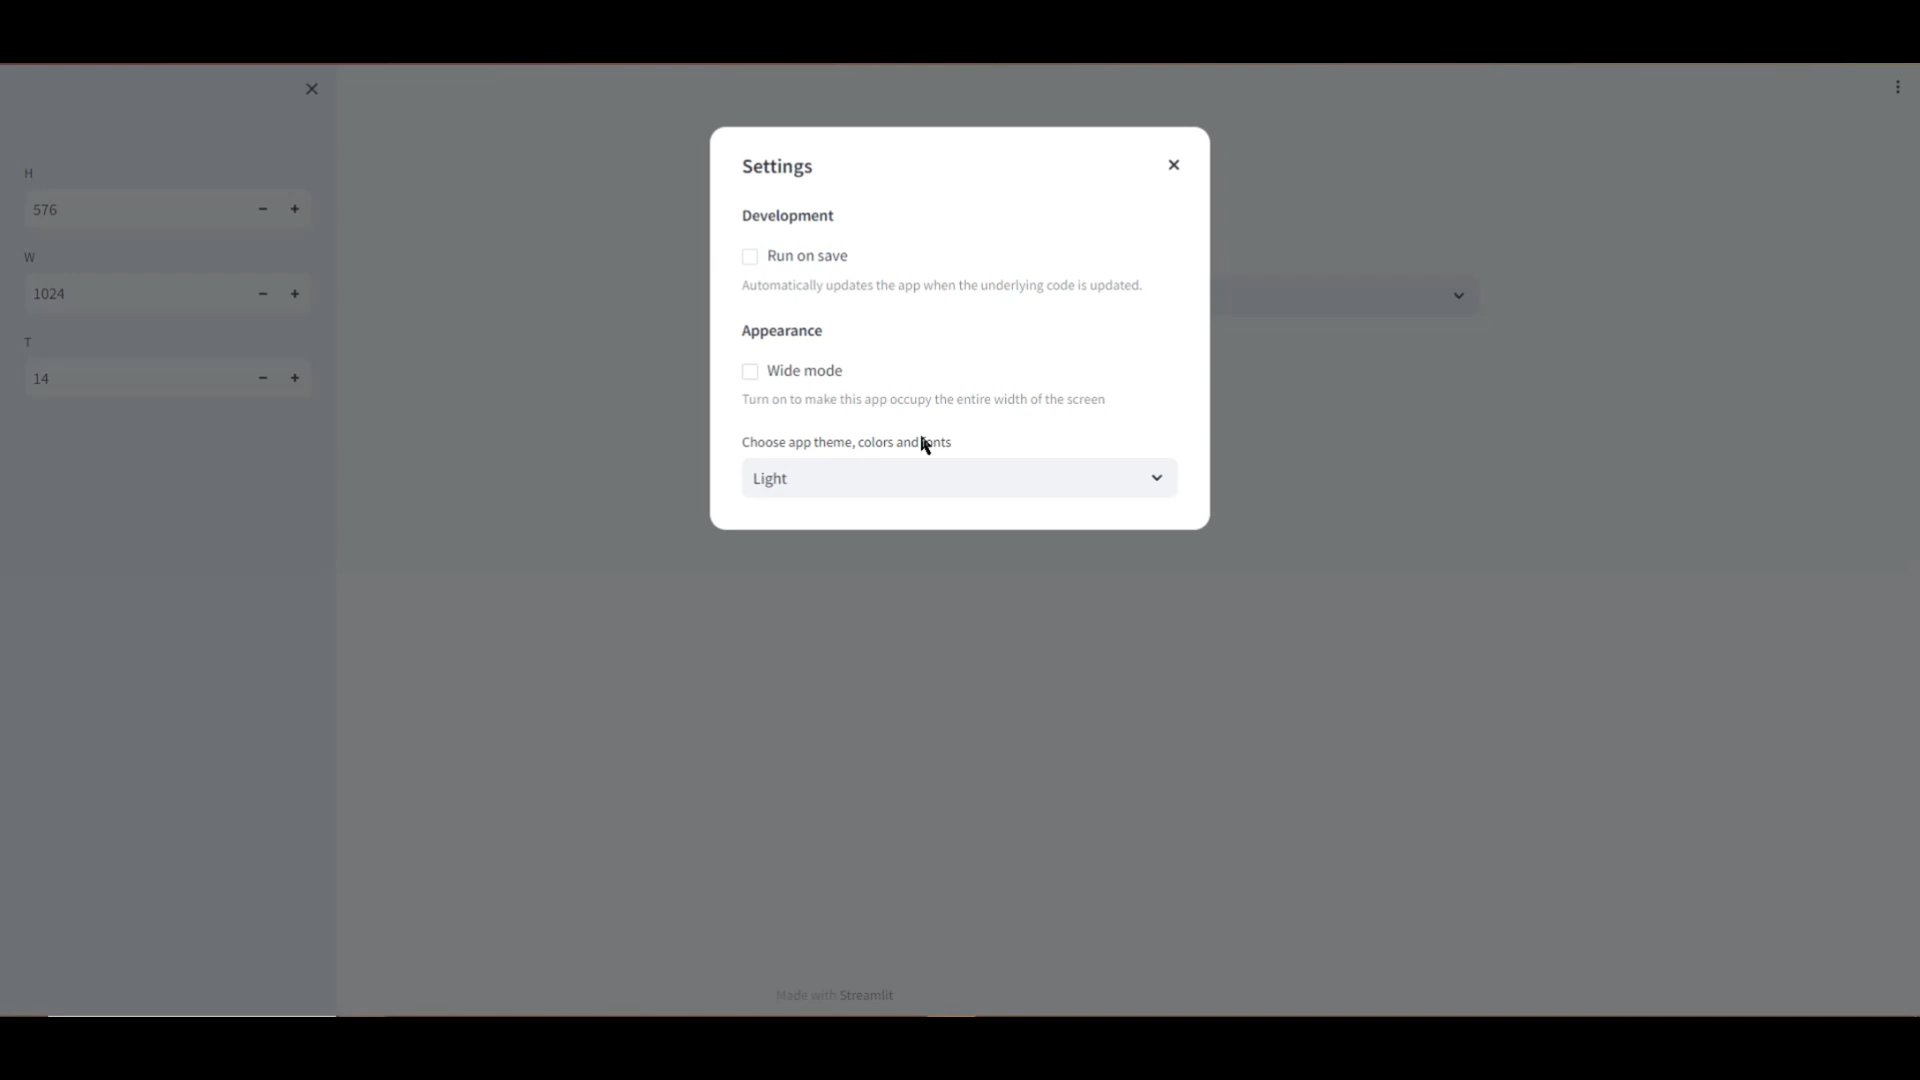 H
576
W
1024
T
14
Settings
Development
Run on save
Automatically updates the app when the underlying code is updated.
Appearance
Wide mode
Turn on to make this app occupy the entire width of the screen
Choose app theme, colors and fonts
Light
Made with Streamlit